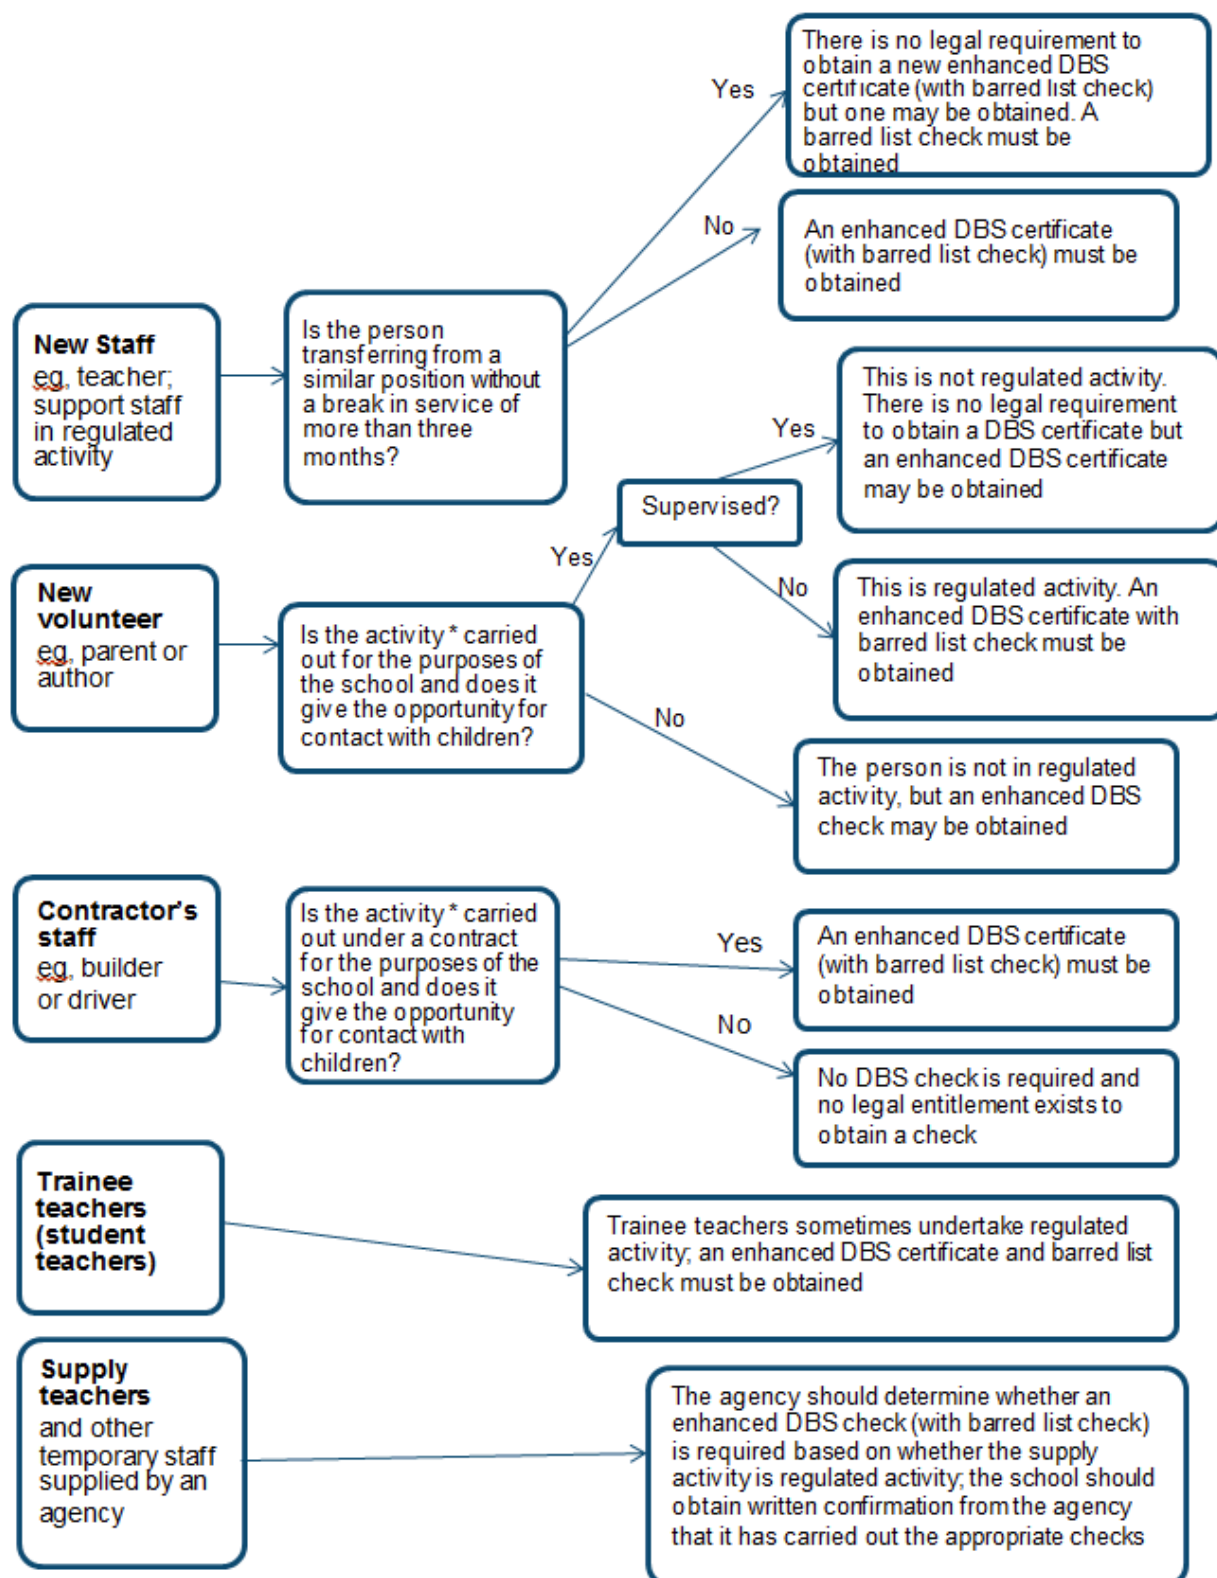 There is no legal requirement to
obtain a new enhanced DBS
certificate (with barred list check)
but one may be obtained. A
barred list check must be
obtained
Yes
No
An enhanced DBS certificate
(with barred list check) must be
obtained
New Staff
eg, teacher;
support staff
in regulated
activity
Is the person
transferring from a
similar position without
a break in service of
more than three
months?
This is not regulated activity.
There is no legal requirement
to obtain a DBS certificate but
an enhanced DBS certificate
may be obtained
Yes
Supervised?
Yes
No
This is regulated activity. An
enhanced DBS certificate with
barred list check must be
obtained
New
volunteer
eg, parent or
author
Is the activity * carried
out for the purposes of
the school and does it
give the opportunity for
contact with children?
No
The person is not in regulated
activity, but an enhanced DBS
check may be obtained
Contractor's
staff
eg, builder
or driver
Is the activity * carried
out under a contract
for the purposes of the
school and does it
give the opportunity
for contact with
children?
Yes
An enhanced DBS certificate
(with barred list check) must be
obtained
No
No DBS check is required and
no legal entitlement exists to
obtain a check
Trainee
teachers
(student
teachers)
Trainee teachers sometimes undertake regulated
activity; an enhanced DBS certificate and barred list
check must be obtained
Supply
teachers
and other
temporary staff
supplied by an
agency
The agency should determine whether an
enhanced DBS check (with barred list check)
is required based on whether the supply
activity is regulated activity; the school should
obtain written confirmation from the agency
that it has carried out the appropriate checks